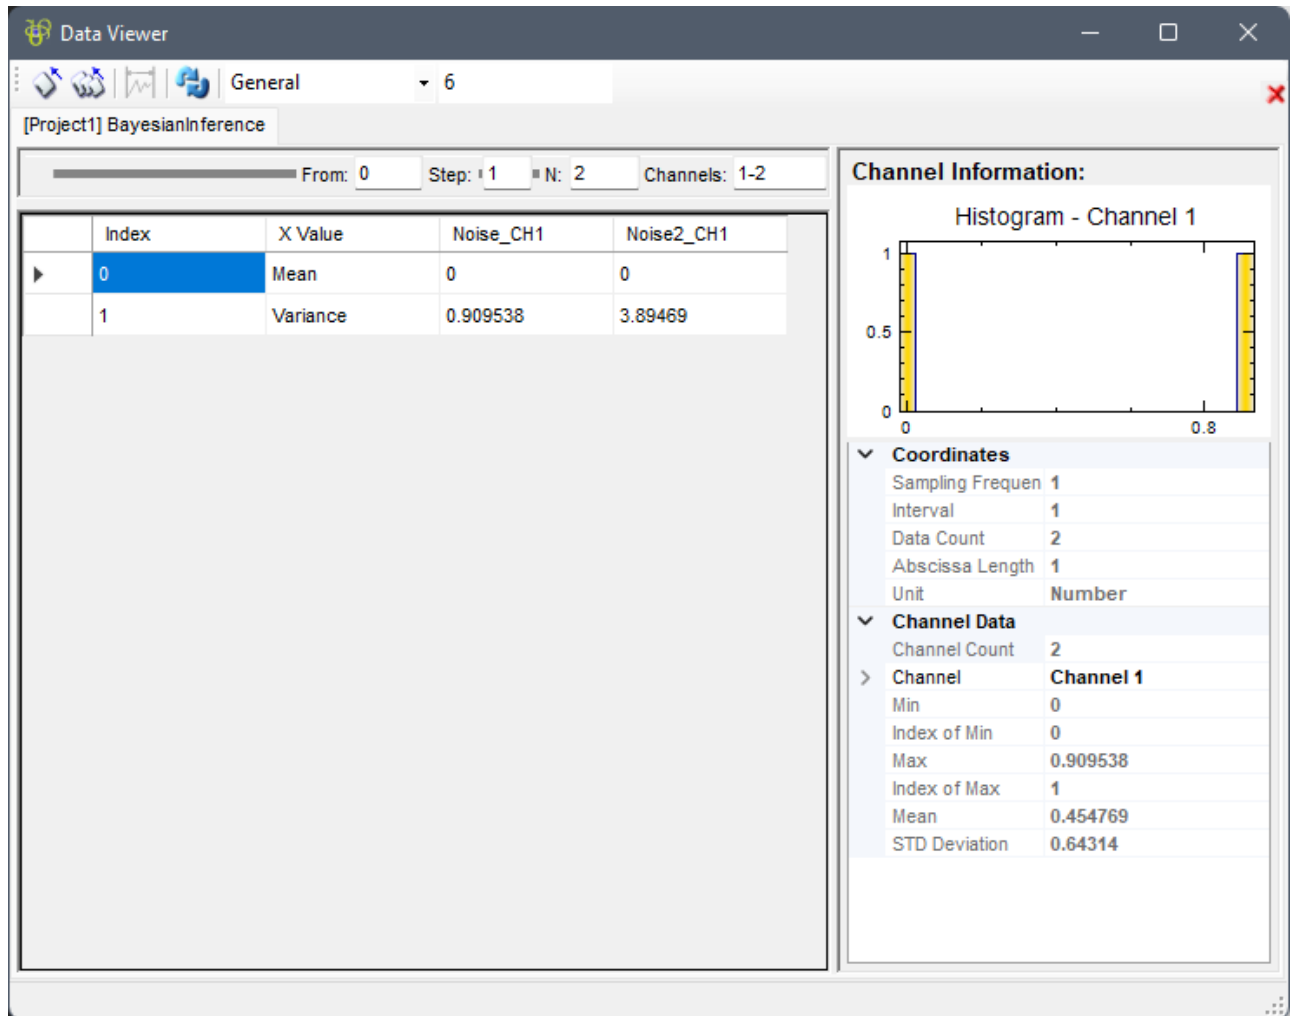 Data Viewer
General 6
[Project1] BayesianInference
From: 0 Step: 1 N: 2 Channels: 1-2
Index X Value Noise_CH1 Noise2_CH1
0 Mean 0 0
1 Variance 0.909538 3.89469
Channel Information:
Histogram - Channel 1
1
0.5
0
0 0.8
Coordinates
Sampling Frequen 1
Interval 1
Data Count 2
Abscissa Length 1
Unit Number
Channel Data
Channel Count 2
Channel Channel 1
Min 0
Index of Min 0
Max 0.909538
Index of Max 1
Mean 0.454769
STD Deviation 0.64314